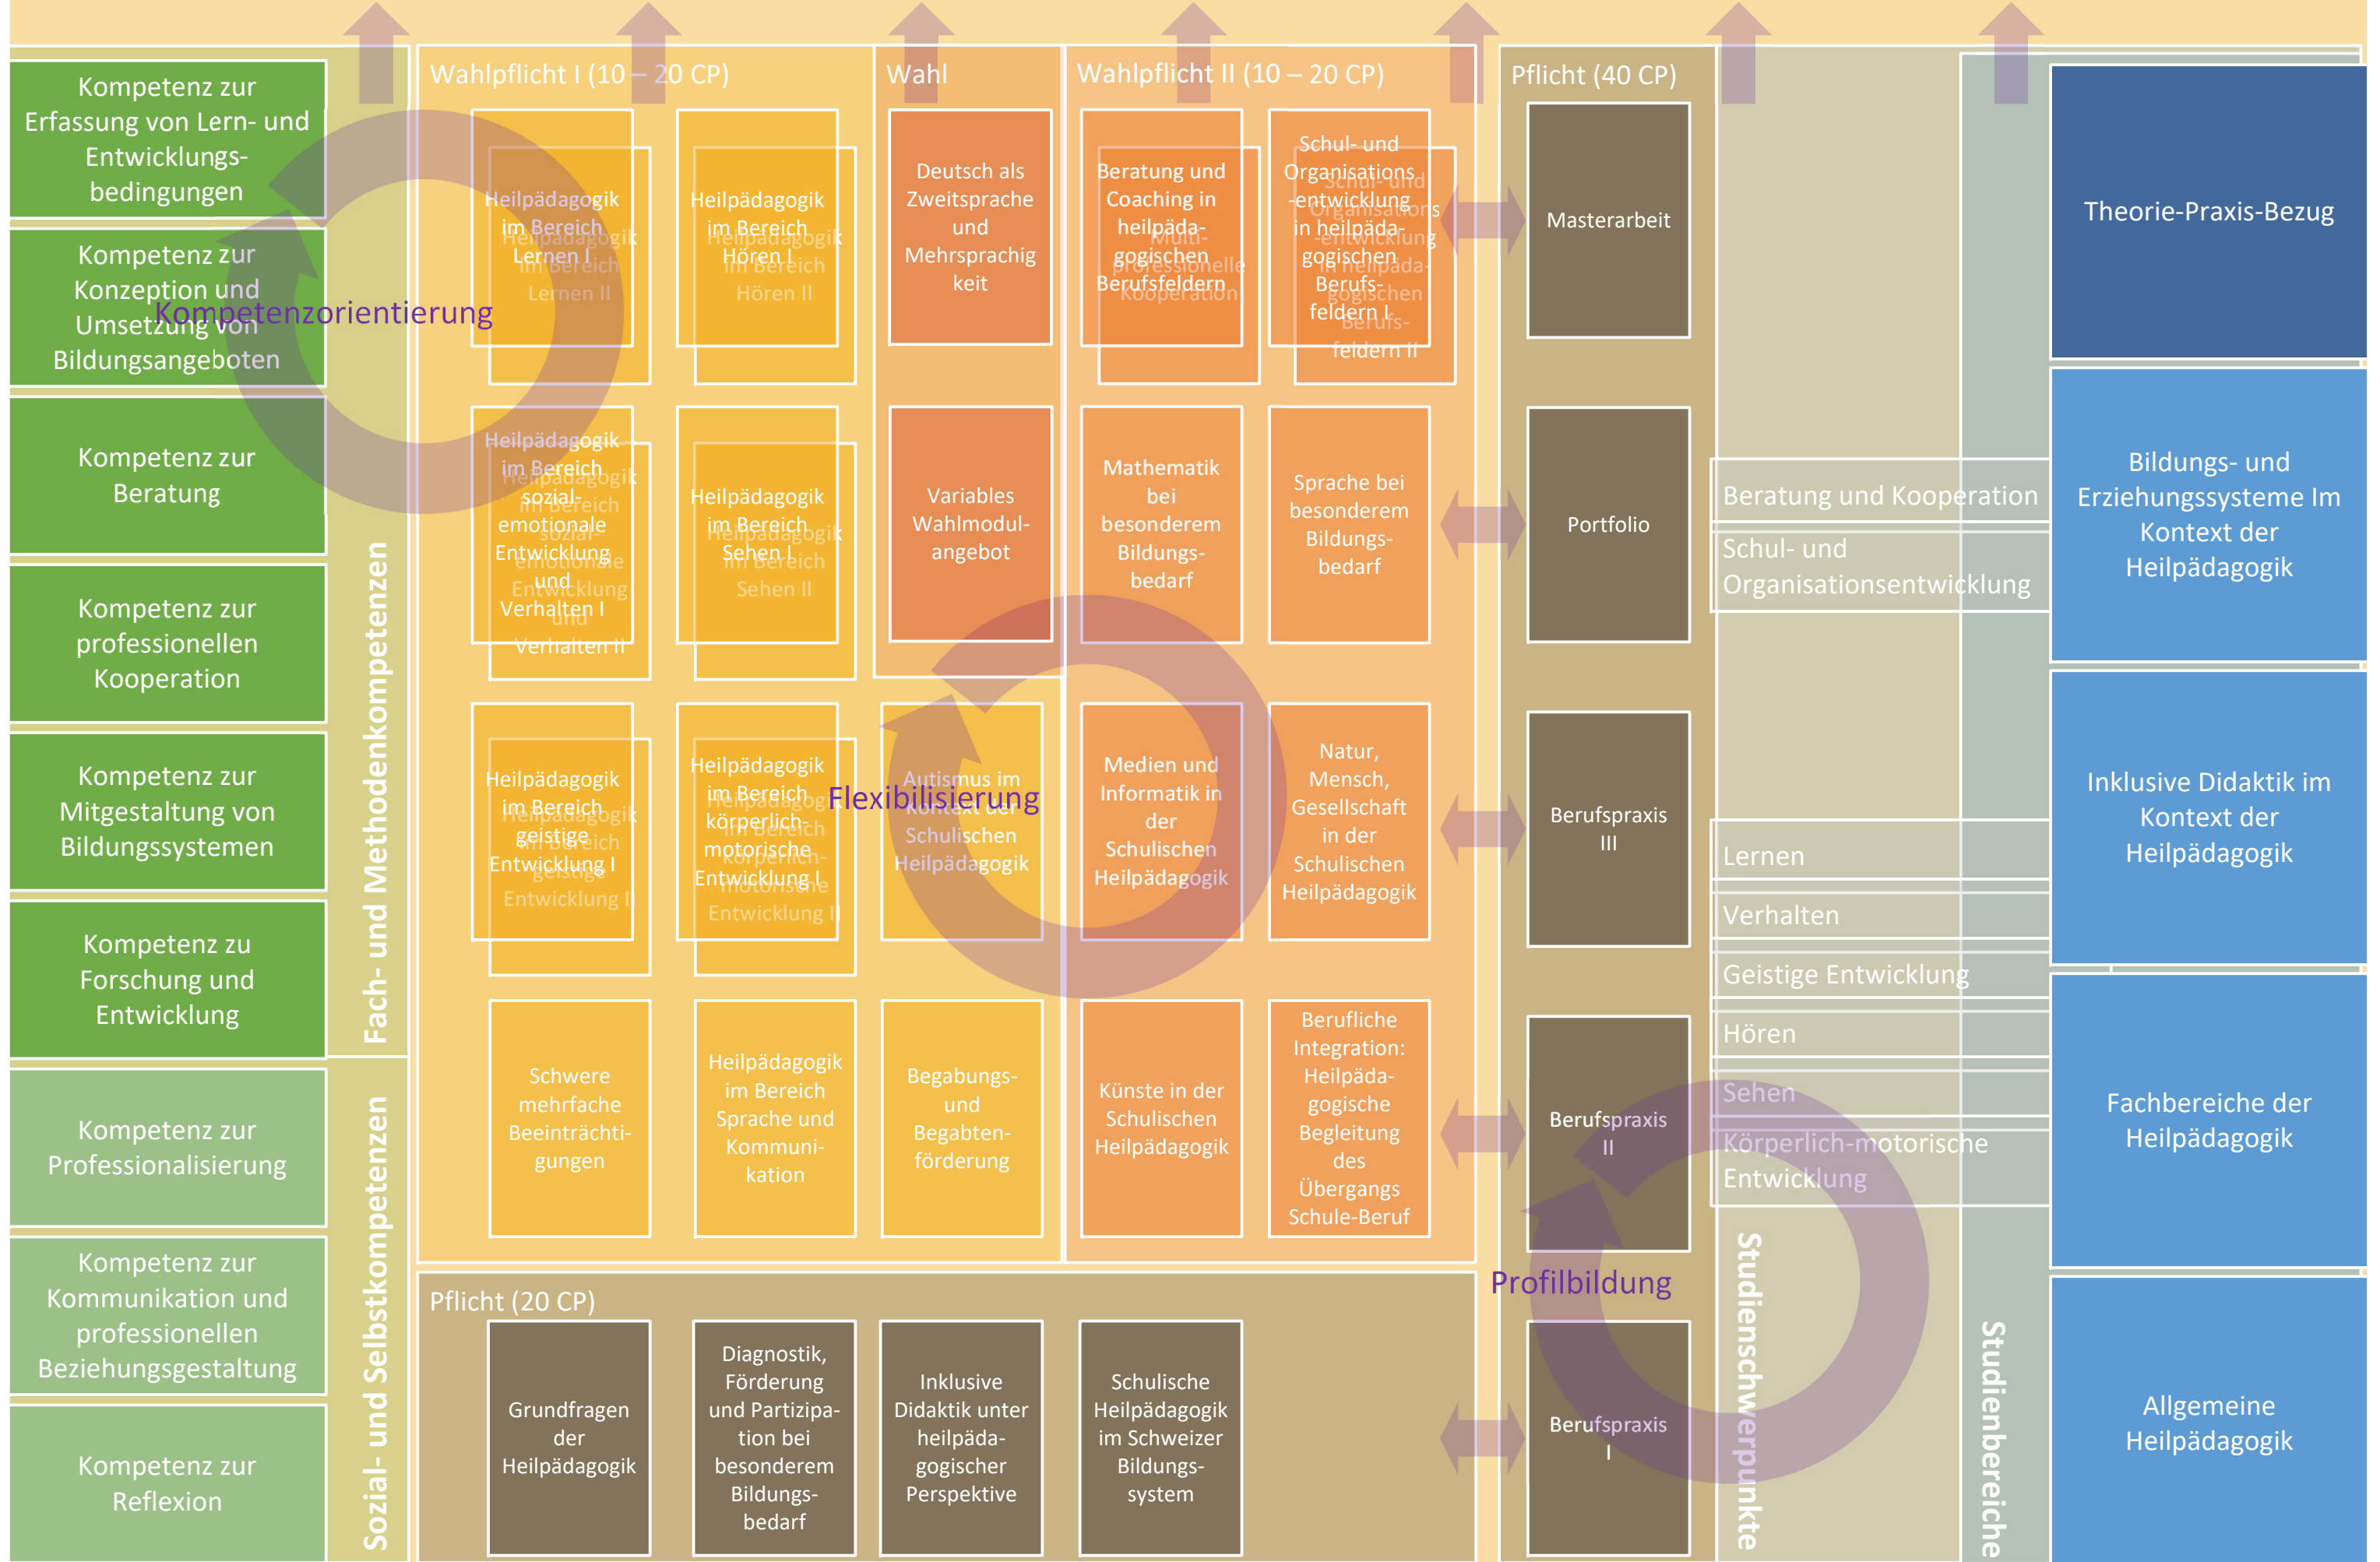 Kompetenz zur
Erfassung von Lern- und
Entwicklungs-
bedingungen
Kompetenz zur
Konzeption und
Umsetzung von
Bildungsangeboten
Kompetenz zur
Beratung
Kompetenz zur
professionellen
Kooperation
Kompetenz zur
Mitgestaltung von
Bildungssystemen
Kompetenz zu
Forschung und
Entwicklung
Kompetenz zur
Professionalisierung
Kompetenz zur
Kommunikation und
professionellen
Beziehungsgestaltung
Kompetenz zur
Reflexion
Fach- und Methodenkompetenzen
Sozial- und Selbstkompetenzen
Kompetenzorientierung
Wahlpflicht I (10 – 20 CP)
Heilpädagogik
im Bereich
Lernen I
Heilpädagogik
im Bereich
Lernen II
Heilpädagogik
im Bereich
Hören I
Heilpädagogik
im Bereich
Hören II
Heilpädagogik
im Bereich
sozial-
emotionale
Entwicklung
und
Verhalten I
Heilpädagogik
im Bereich
sozial-
emotionale
Entwicklung
und
Verhalten II
Heilpädagogik
im Bereich
Sehen I
Heilpädagogik
im Bereich
Sehen II
Heilpädagogik
im Bereich
geistige
Entwicklung I
Heilpädagogik
im Bereich
geistige
Entwicklung II
Heilpädagogik
im Bereich
körperlich-
motorische
Entwicklung I
Heilpädagogik
im Bereich
körperlich-
motorische
Entwicklung II
Autismus im
Kontext der
Schulischen
Heilpädagogik
Schwere
mehrfache
Beeinträchti-
gungen
Heilpädagogik
im Bereich
Sprache und
Kommuni-
kation
Begabungs-
und
Begabten-
förderung
Wahl
Deutsch als
Zweitsprache
und
Mehrsprachig
keit
Variables
Wahlmodul-
angebot
Flexibilisierung
Wahlpflicht II (10 – 20 CP)
Beratung und
Coaching in
heilpäda-
gogischen
Berufsfeldern
Multi-
professionelle
Kooperation
Schul- und
Organisations
-entwicklung
in heilpäda-
gogischen
Berufs-
feldern I
Schul- und
Organisations
-entwicklung
in heilpäda-
gogischen
Berufs-
feldern II
Mathematik
bei
besonderem
Bildungs-
bedarf
Sprache bei
besonderem
Bildungs-
bedarf
Medien und
Informatik in
der
Schulischen
Heilpädagogik
Natur,
Mensch,
Gesellschaft
in der
Schulischen
Heilpädagogik
Künste in der
Schulischen
Heilpädagogik
Berufliche
Integration:
Heilpäda-
gogische
Begleitung
des
Übergangs
Schule-Beruf
Pflicht (20 CP)
Grundfragen
der
Heilpädagogik
Diagnostik,
Förderung
und Partizipa-
tion bei
besonderem
Bildungs-
bedarf
Inklusive
Didaktik unter
heilpäda-
gogischer
Perspektive
Schulische
Heilpädagogik
im Schweizer
Bildungs-
system
Pflicht (40 CP)
Masterarbeit
Portfolio
Berufspraxis
III
Berufspraxis
II
Berufspraxis
I
Profilbildung
Beratung und Kooperation
Schul- und
Organisationsentwicklung
Lernen
Verhalten
Geistige Entwicklung
Hören
Sehen
Körperlich-motorische
Entwicklung
Studienschwerpunkte
Studienbereiche
Theorie-Praxis-Bezug
Bildungs- und
Erziehungssysteme Im
Kontext der
Heilpädagogik
Inklusive Didaktik im
Kontext der
Heilpädagogik
Fachbereiche der
Heilpädagogik
Allgemeine
Heilpädagogik